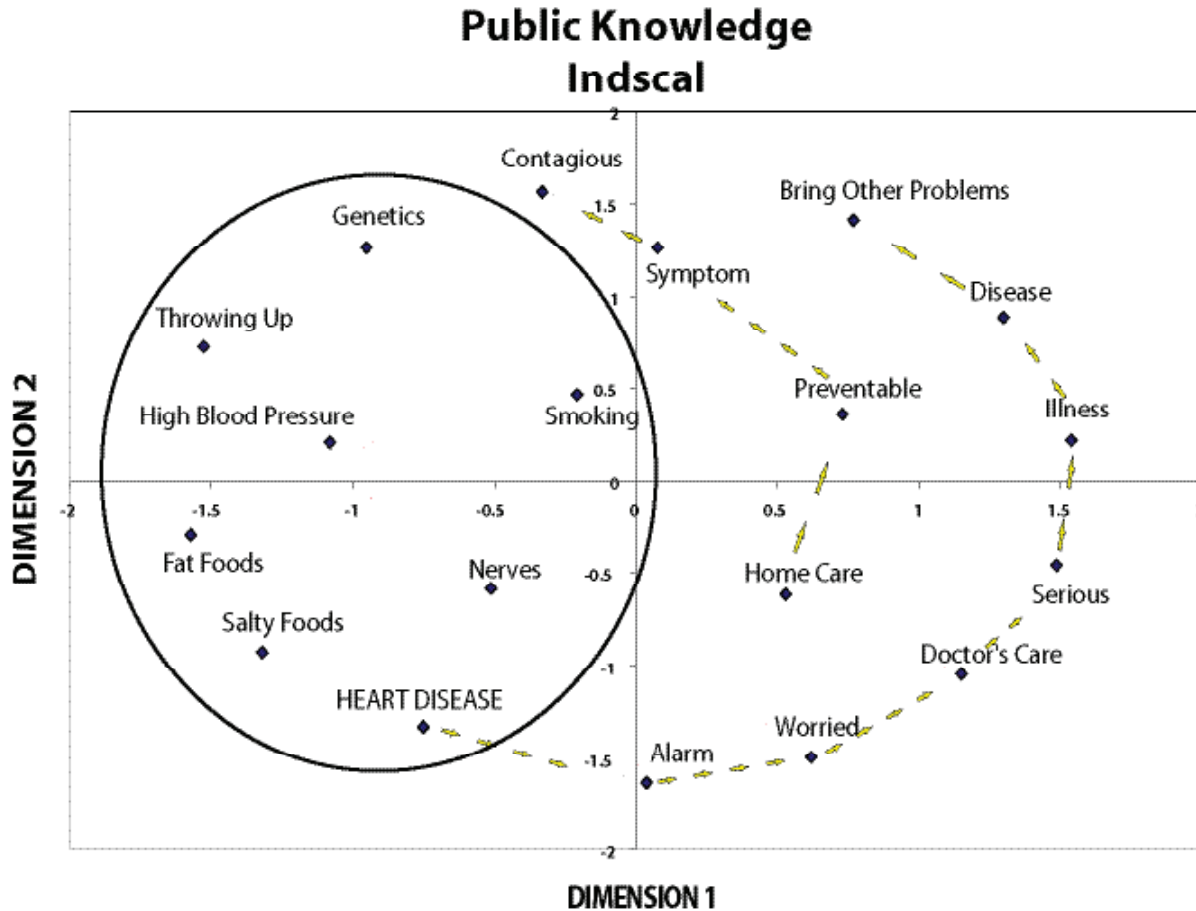 Public Knowledge
Indscal
2
Contagious
Bring Other Problems
1.5
Genetics
Symptom
1
Disease
Throwing Up
0.5
Preventable
High Blood Pressure
Smoking
Illness
DIMENSION 2
0
-2
-1.5
-1
-0.5
0
0.5
1
1.5
Fat Foods
Nerves
-0.5
Home Care
Serious
Salty Foods
-1
Doctor's Care
HEART DISEASE
Worried
Alarm
-1.5
-2
DIMENSION 1